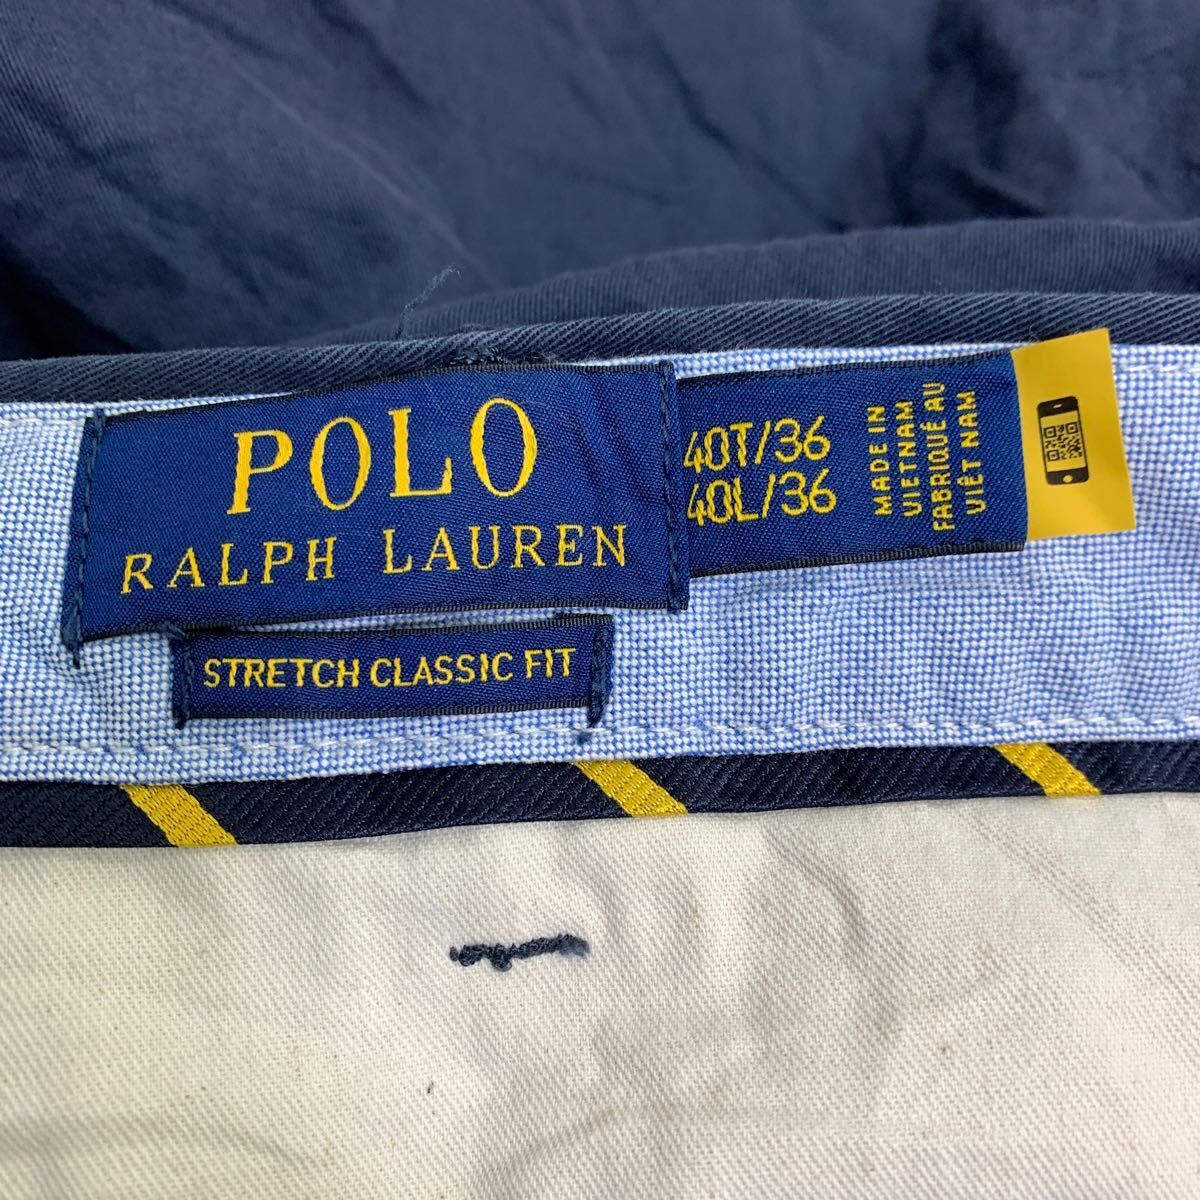 POLO
RALPH LAUREN
STRETCH CLASSIC FIT
40T/36
40L/36
MADE IN
VIETNAM
FABRIQUÉ AU
VIÊT NAM